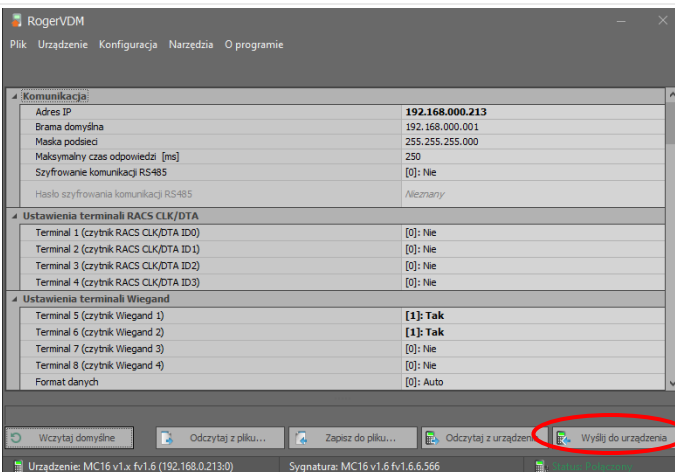 RogerVDM
Plik Urządzenie Konfiguracja Narzędzia O programie
Komunikacja
Adres IP 192.168.000.213
Brama domyślna 192.168.000.001
Maska podsieci 255.255.255.000
Maksymalny czas odpowiedzi [ms] 250
Szyfrowanie komunikacji RS485 [0]: Nie
Hasło szyfrowania komunikacji RS485 Nieznany
Ustawienia terminali RACS CLK/DTA
Terminal 1 (czytnik RACS CLK/DTA ID0) [0]: Nie
Terminal 2 (czytnik RACS CLK/DTA ID1) [0]: Nie
Terminal 3 (czytnik RACS CLK/DTA ID2) [0]: Nie
Terminal 4 (czytnik RACS CLK/DTA ID3) [0]: Nie
Ustawienia terminali Wiegand
Terminal 5 (czytnik Wiegand 1) [1]: Tak
Terminal 6 (czytnik Wiegand 2) [1]: Tak
Terminal 7 (czytnik Wiegand 3) [0]: Nie
Terminal 8 (czytnik Wiegand 4) [0]: Nie
Format danych [0]: Auto
Wczytaj domyślne Odczytaj z pliku... Zapisz do pliku... Odczytaj z urządzenia Wyślij do urządzenia
Urządzenie: MC16 v1.x fv1.6 (192.168.0.213:0) Sygnatura: MC16 v1.6 fv1.6.6.566 Status: Połączony